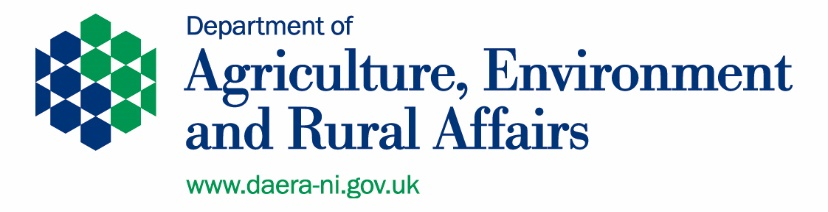 Department of
Agriculture, Environment
and Rural Affairs
www.daera-ni.gov.uk